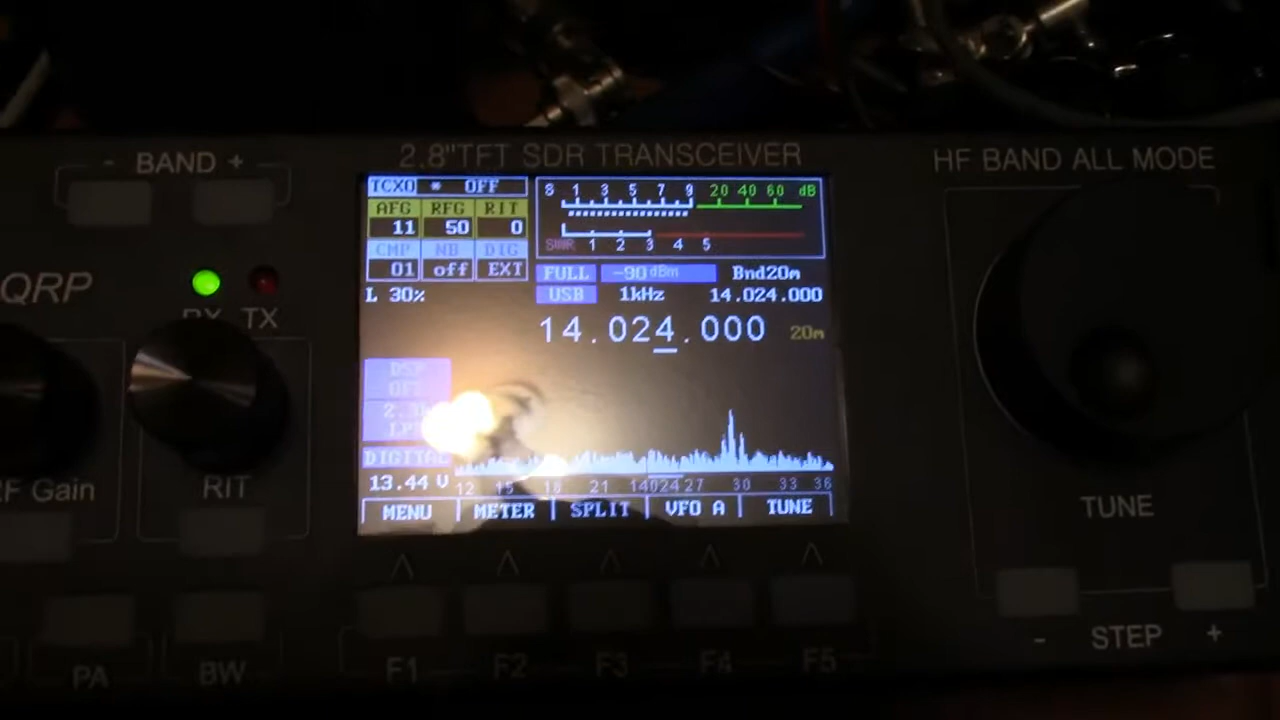 - BAND +
2.8"TFT SDR TRANSCEIVER
HF BAND ALL MODE
TCXO * OFF
S 1 3 5 7 9 20 40 60 dB
AFG RFG RIT
11 50 0
SWR 1 2 3 4 5
CMP NB DIG
01 off EXT
FULL -90dBm Bnd20m
L 30%
USB 1kHz 14.024.000
14.024.000 20m
QRP
RX TX
DSP
OFF
DIGITAL
13.44 V
12 15 18 21 14024 27 30 33 36
RF Gain
RIT
MENU METER SPLIT VFO A TUNE
TUNE
^ ^ ^ ^ ^
- STEP +
PA BW F1 F2 F3 F4 F5